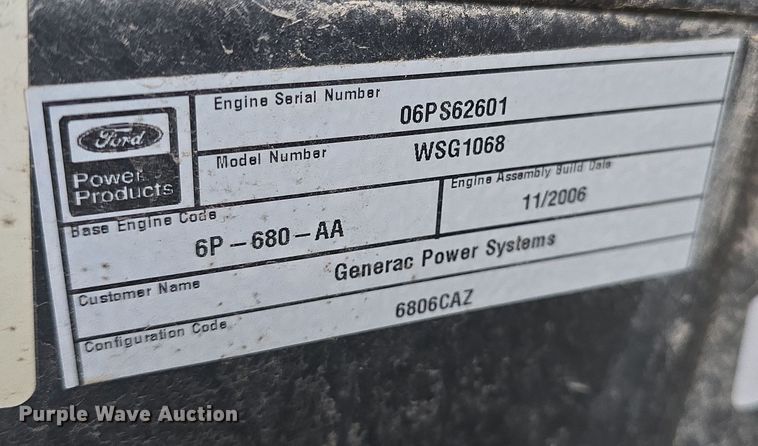 Ford
Power
Products
Engine Serial Number
06PS62601
Model Number
WSG1068
Base Engine Code
6P-680-AA
Engine Assembly Build Date
11/2006
Customer Name
Generac Power Systems
Configuration Code
6806CAZ
Purple Wave Auction